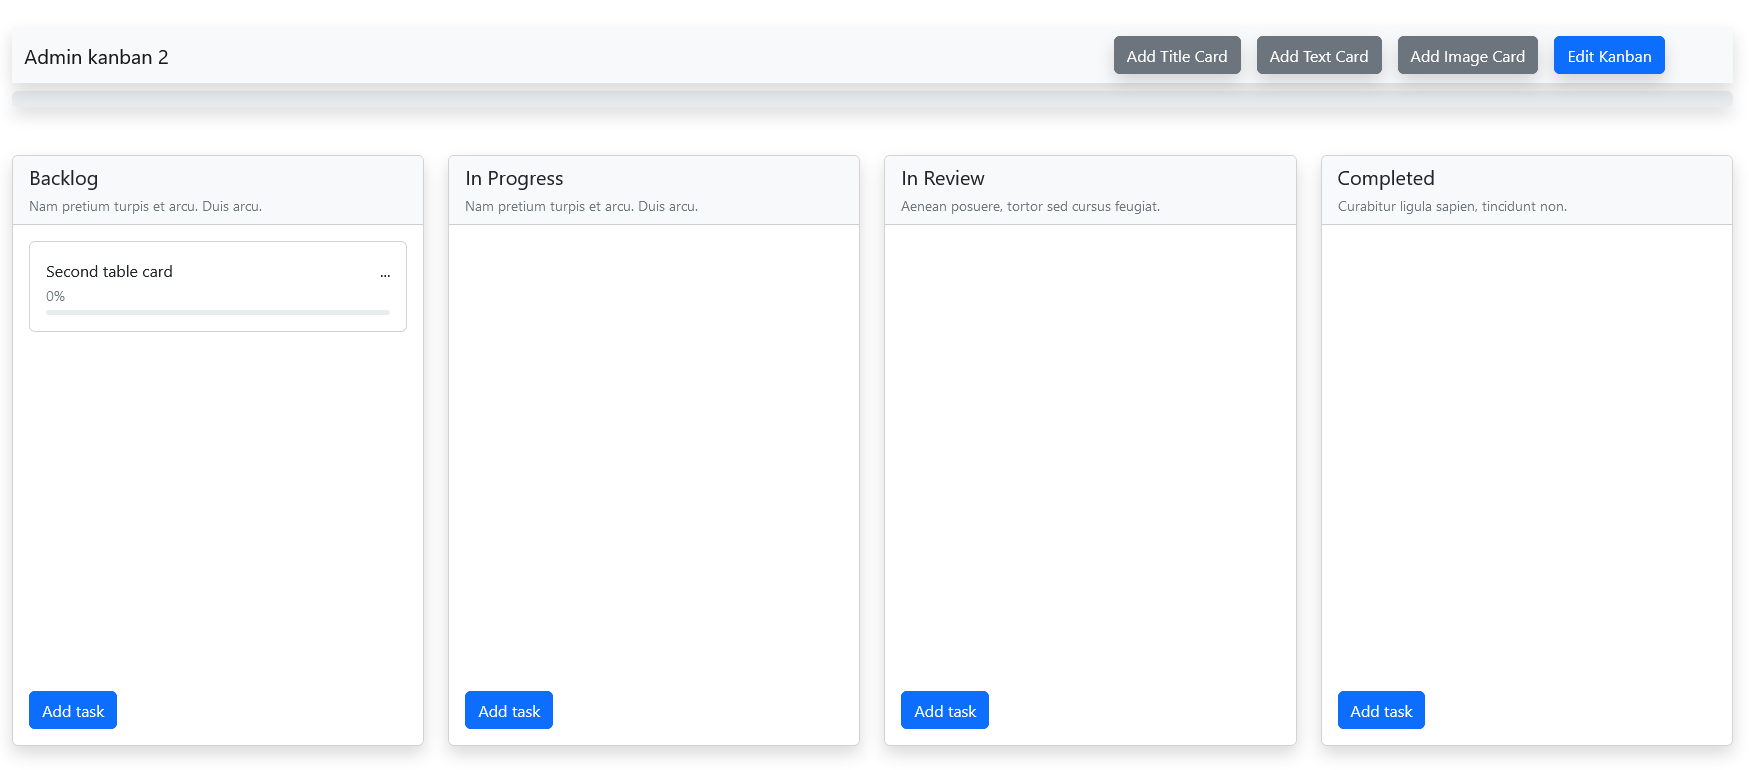 Admin kanban 2
Add Title Card
Add Text Card
Add Image Card
Edit Kanban
Backlog
Nam pretium turpis et arcu. Duis arcu.
Second table card
...
0%
Add task
In Progress
Nam pretium turpis et arcu. Duis arcu.
Add task
In Review
Aenean posuere, tortor sed cursus feugiat.
Add task
Completed
Curabitur ligula sapien, tincidunt non.
Add task